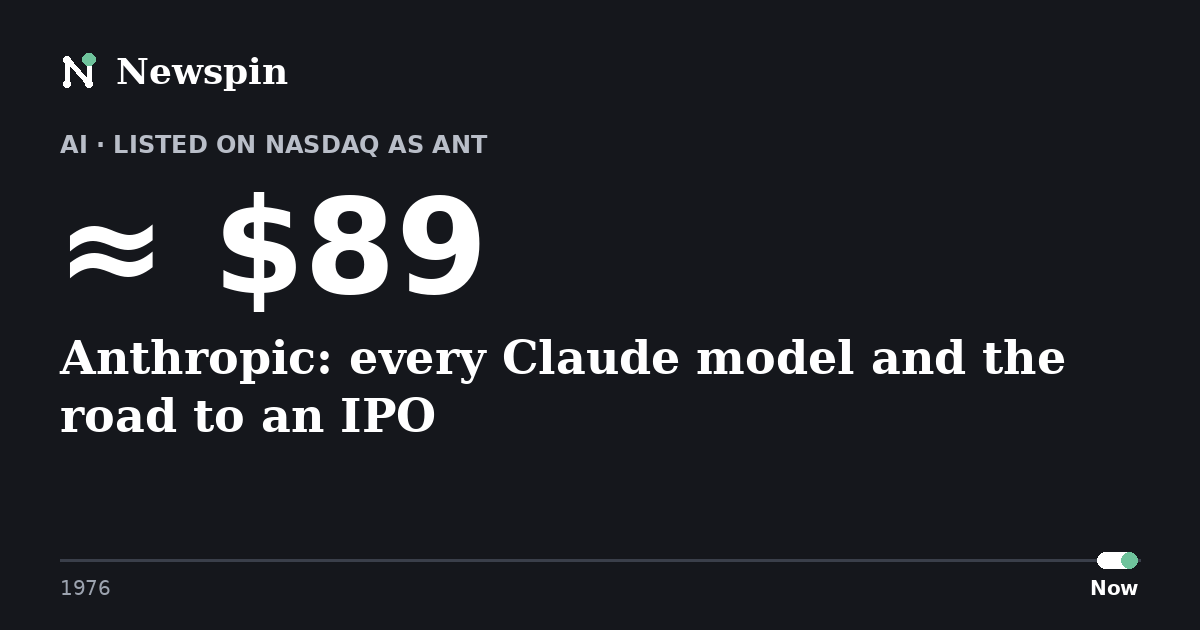 Newspin
AI · LISTED ON NASDAQ AS ANT
≈ $89
Anthropic: every Claude model and the
road to an IPO
1976
Now